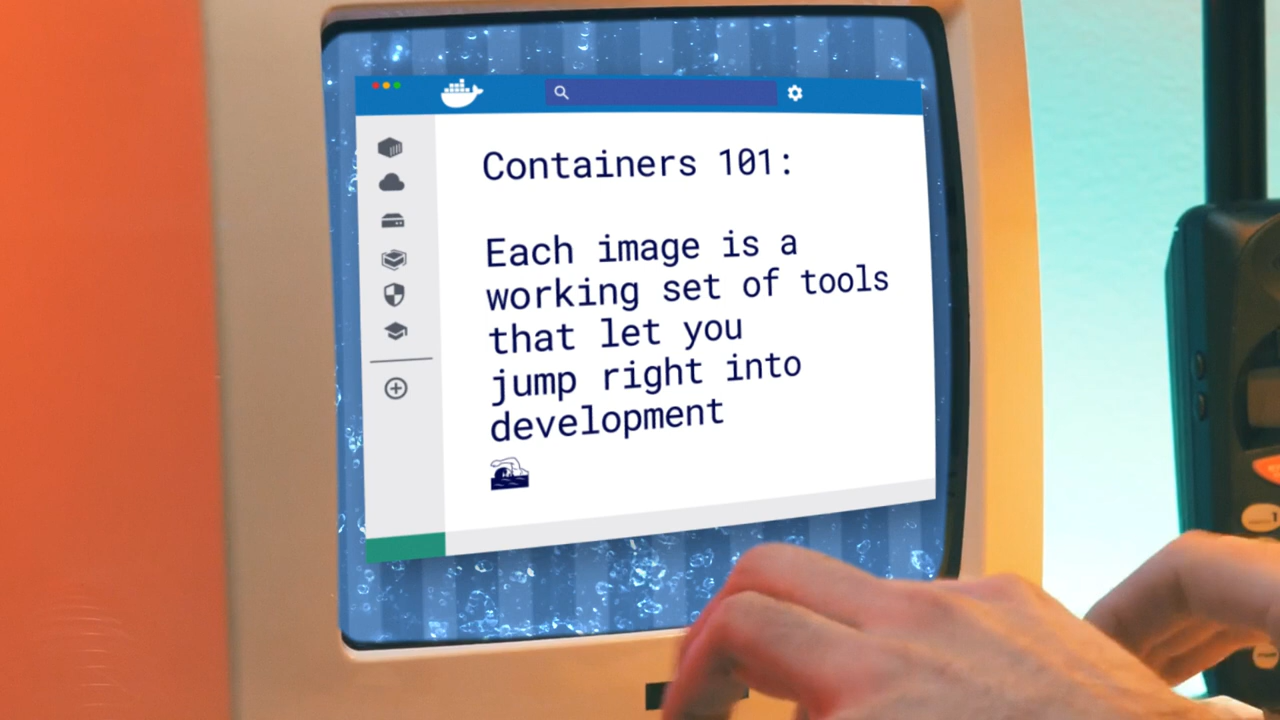 Containers 101:
Each image is a
working set of tools
that let you
jump right into
development